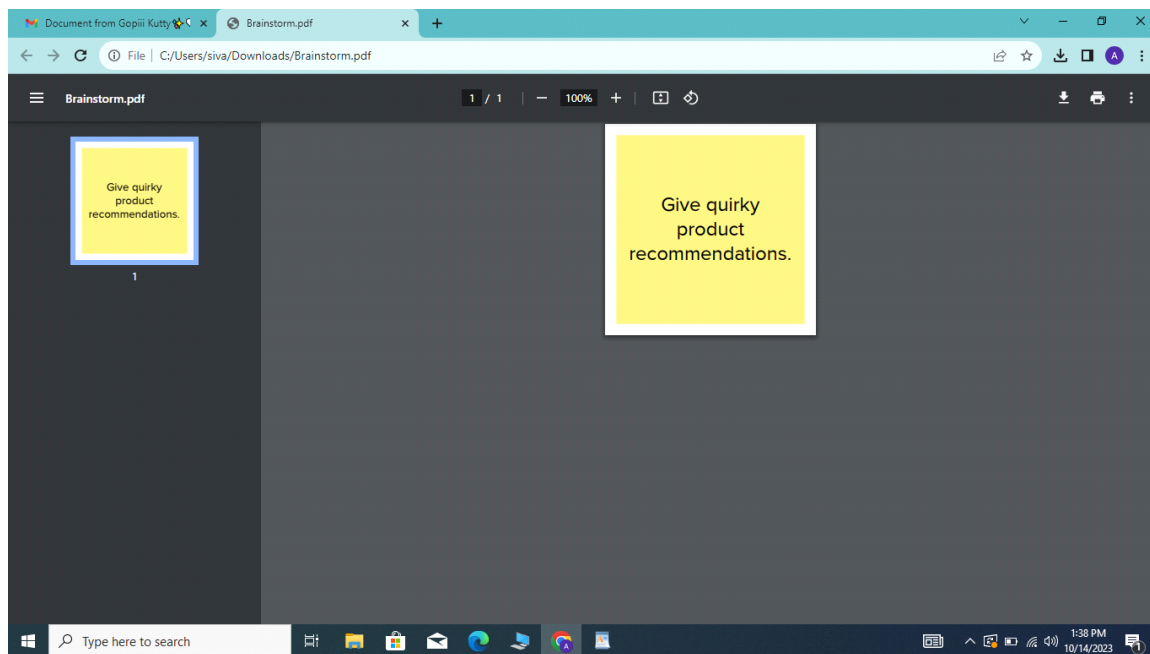 Document from Gopiii Kutty
Brainstorm.pdf
File | C:/Users/siva/Downloads/Brainstorm.pdf
A
Brainstorm.pdf
1 / 1
100%
Give quirky
product
recommendations.
1
Give quirky
product
recommendations.
Type here to search
A
1:38 PM
10/14/2023
1